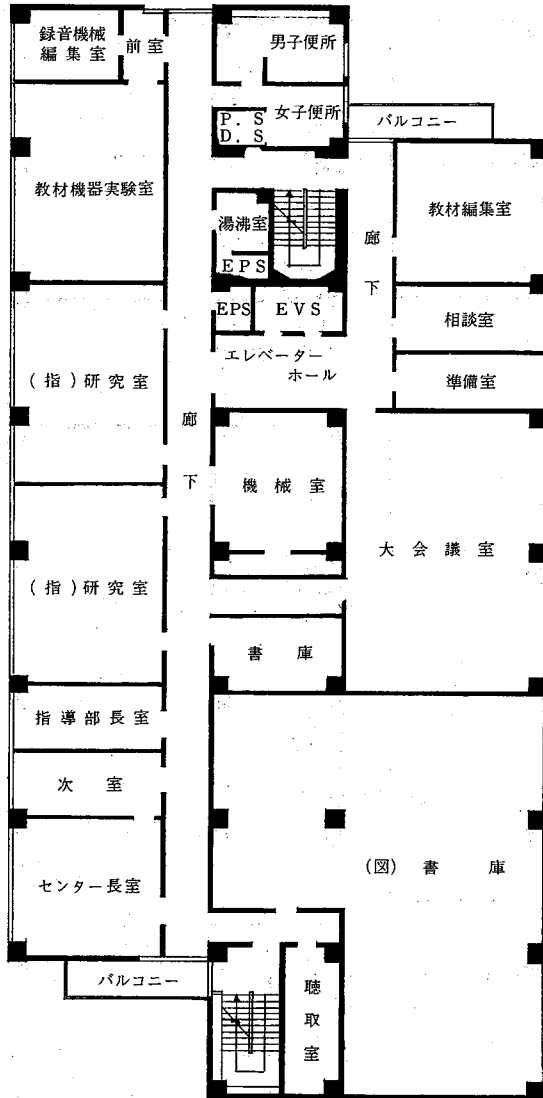 録音機械
編集室
前室
男子便所
女子便所
P.S
D.S
バルコニー
教材機器実験室
湯沸室
EPS
廊
下
教材編集室
EPS
EVS
相談室
エレベーター
ホール
準備室
(指)研究室
廊
下
機械室
大会議室
(指)研究室
書庫
指導部長室
次室
(図)書庫
センター長室
バルコニー
聴
取
室